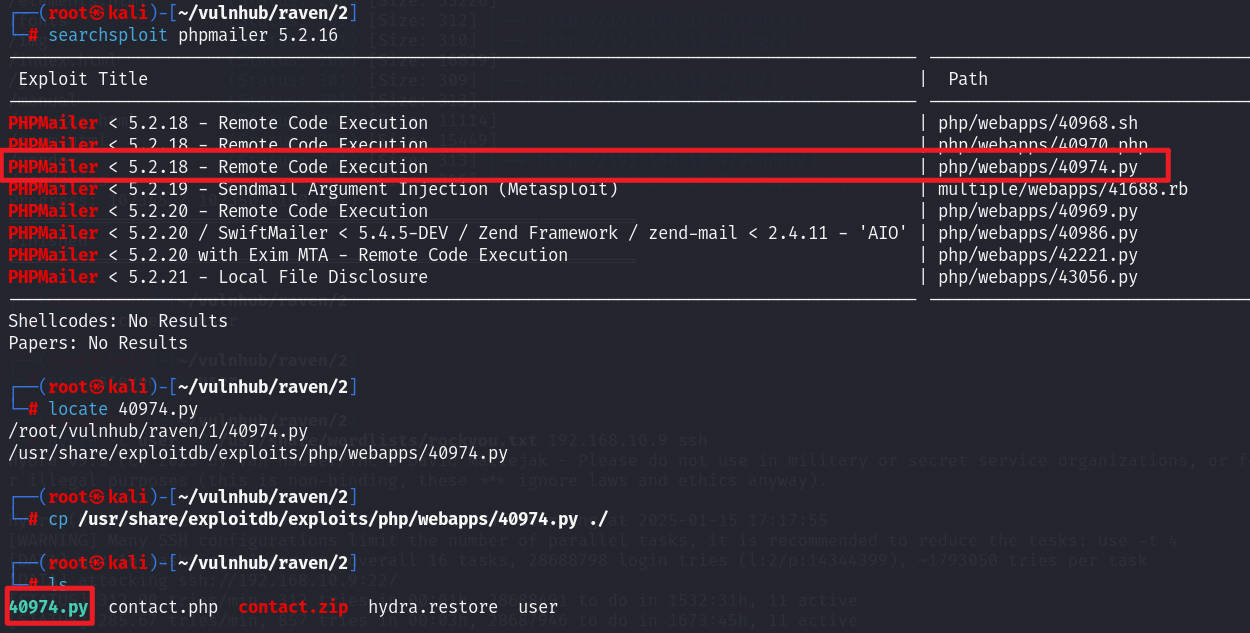 ┌──(root㉿kali)-[~/vulnhub/raven/2]
└─# searchsploit phpmailer 5.2.16
Exploit Title | Path
PHPMailer < 5.2.18 - Remote Code Execution | php/webapps/40968.sh
PHPMailer < 5.2.18 - Remote Code Execution | php/webapps/40970.php
PHPMailer < 5.2.18 - Remote Code Execution | php/webapps/40974.py
PHPMailer < 5.2.19 - Sendmail Argument Injection (Metasploit) | multiple/webapps/41688.rb
PHPMailer < 5.2.20 - Remote Code Execution | php/webapps/40969.py
PHPMailer < 5.2.20 / SwiftMailer < 5.4.5-DEV / Zend Framework / zend-mail < 2.4.11 - 'AIO' | php/webapps/40986.py
PHPMailer < 5.2.20 with Exim MTA - Remote Code Execution | php/webapps/42221.py
PHPMailer < 5.2.21 - Local File Disclosure | php/webapps/43056.py
Shellcodes: No Results
Papers: No Results
┌──(root㉿kali)-[~/vulnhub/raven/2]
└─# locate 40974.py
/root/vulnhub/raven/1/40974.py
/usr/share/exploitdb/exploits/php/webapps/40974.py
┌──(root㉿kali)-[~/vulnhub/raven/2]
└─# cp /usr/share/exploitdb/exploits/php/webapps/40974.py ./
┌──(root㉿kali)-[~/vulnhub/raven/2]
└─# ls
40974.py contact.php contact.zip hydra.restore user